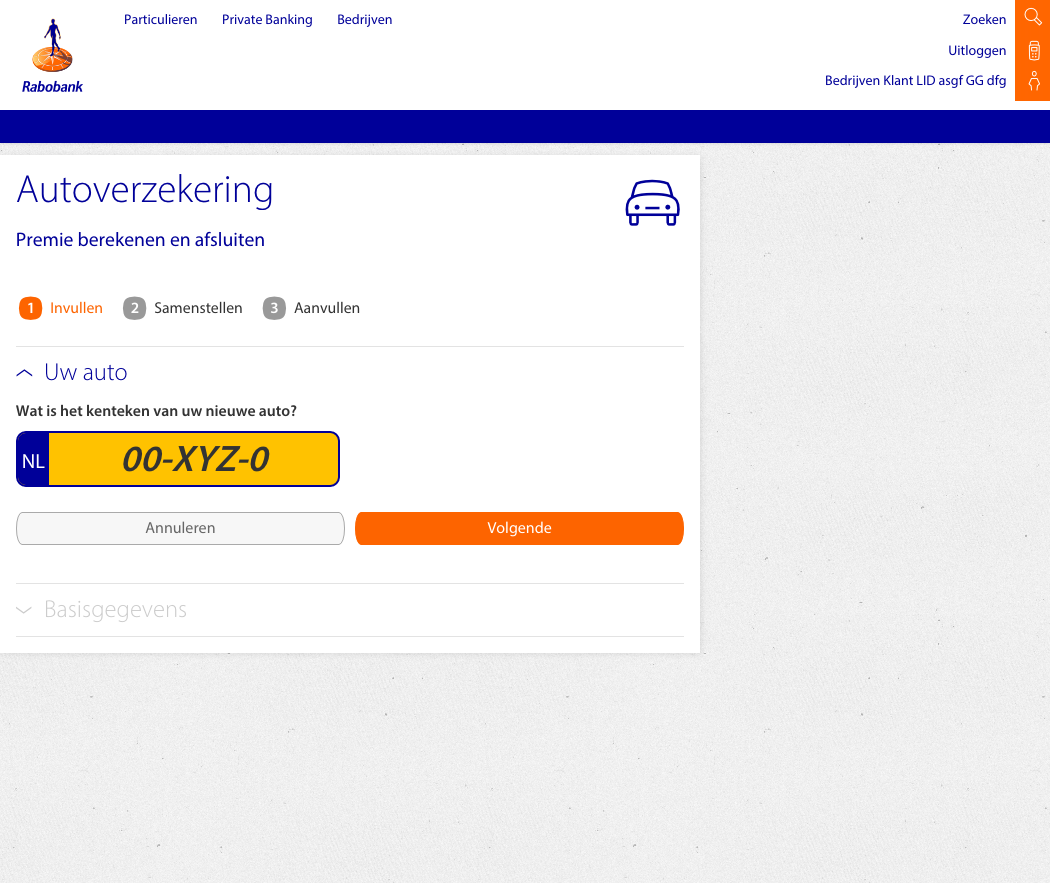 Particulieren Private Banking Bedrijven Zoeken
Uitloggen
Bedrijven Klant LID asgf GG dfg
Rabobank
Autoverzekering
Premie berekenen en afsluiten
1 Invullen 2 Samenstellen 3 Aanvullen
Uw auto
Wat is het kenteken van uw nieuwe auto?
NL 00-XYZ-0
Annuleren Volgende
Basisgegevens